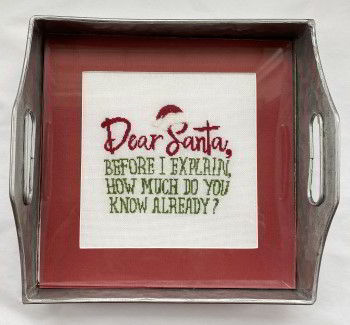 Dear Santa,
BEFORE I EXPLAIN,
HOW MUCH DO YOU
KNOW ALREADY?